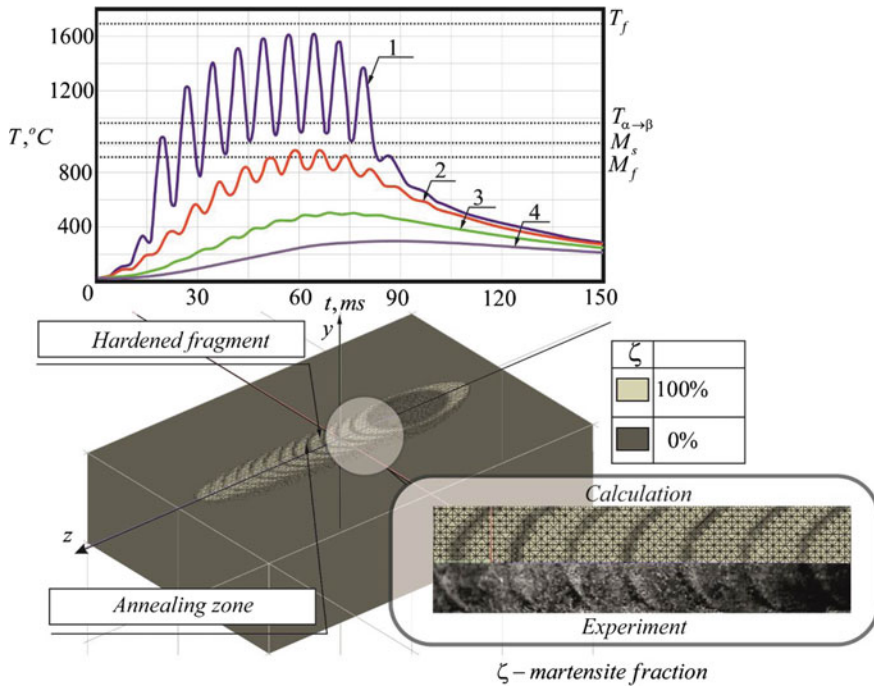 1600
1200
T,°C
800
400
1
2
3
4
T_f
T_α→β
M_s
M_f
0
30
60
90
120
150
t, ms
y
Hardened fragment
ζ
100%
0%
z
Annealing zone
Calculation
Experiment
ζ – martensite fraction